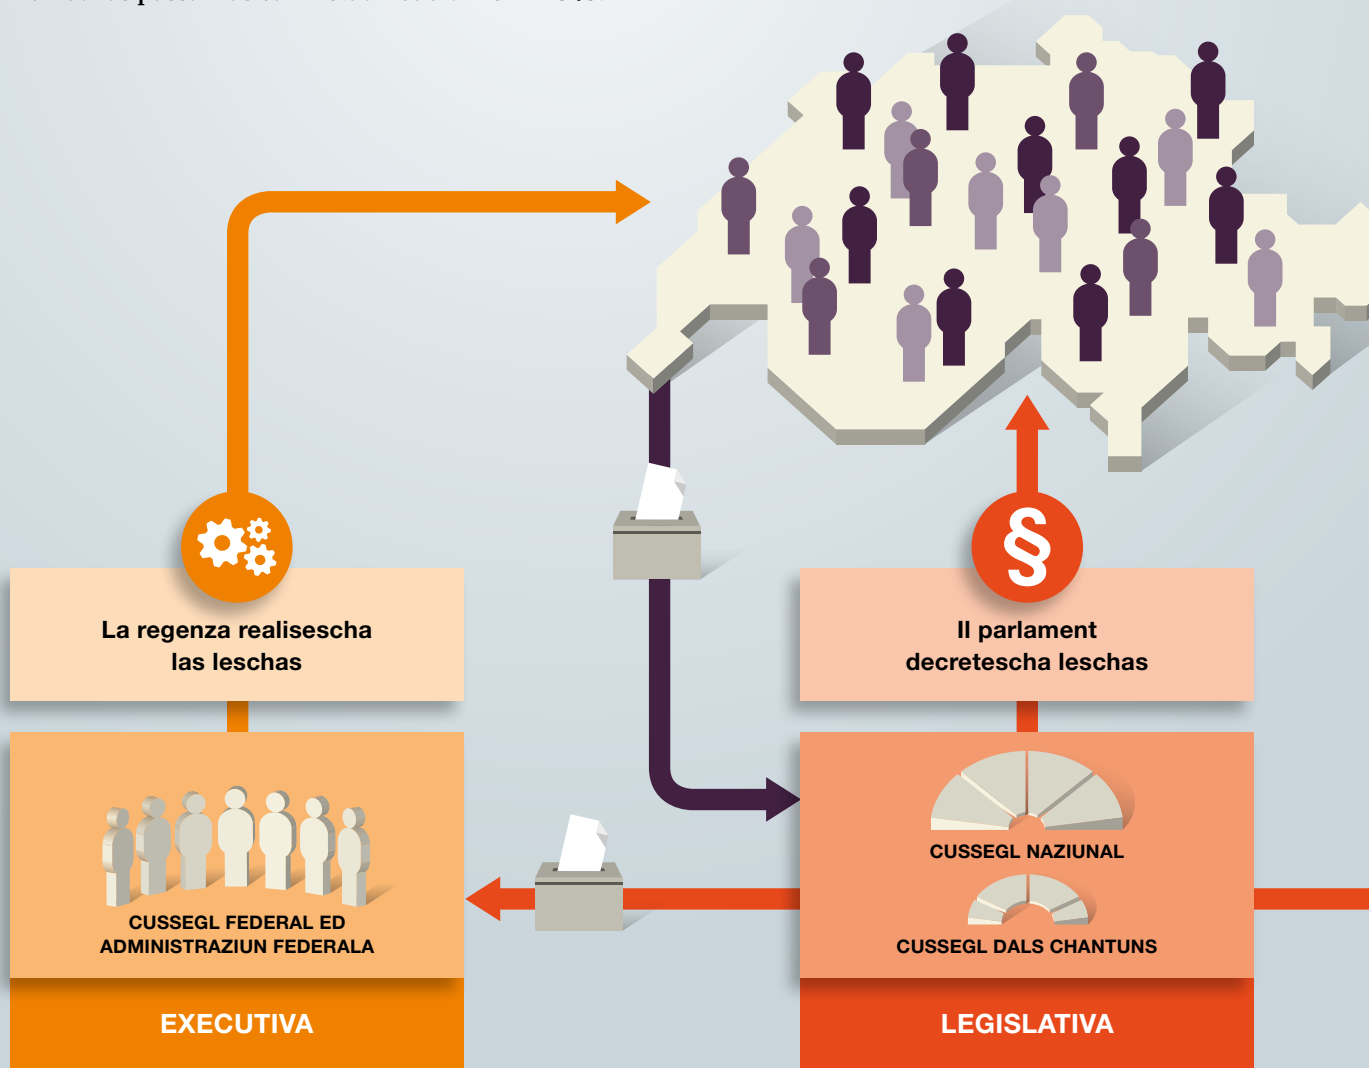 La regenza realisescha
las leschas
Il parlament
decretescha leschas
§
CUSSEGL NAZIUNAL
CUSSEGL DALS CHANTUNS
CUSSEGL FEDERAL ED
ADMINISTRAZIUN FEDERALA
EXECUTIVA
LEGISLATIVA